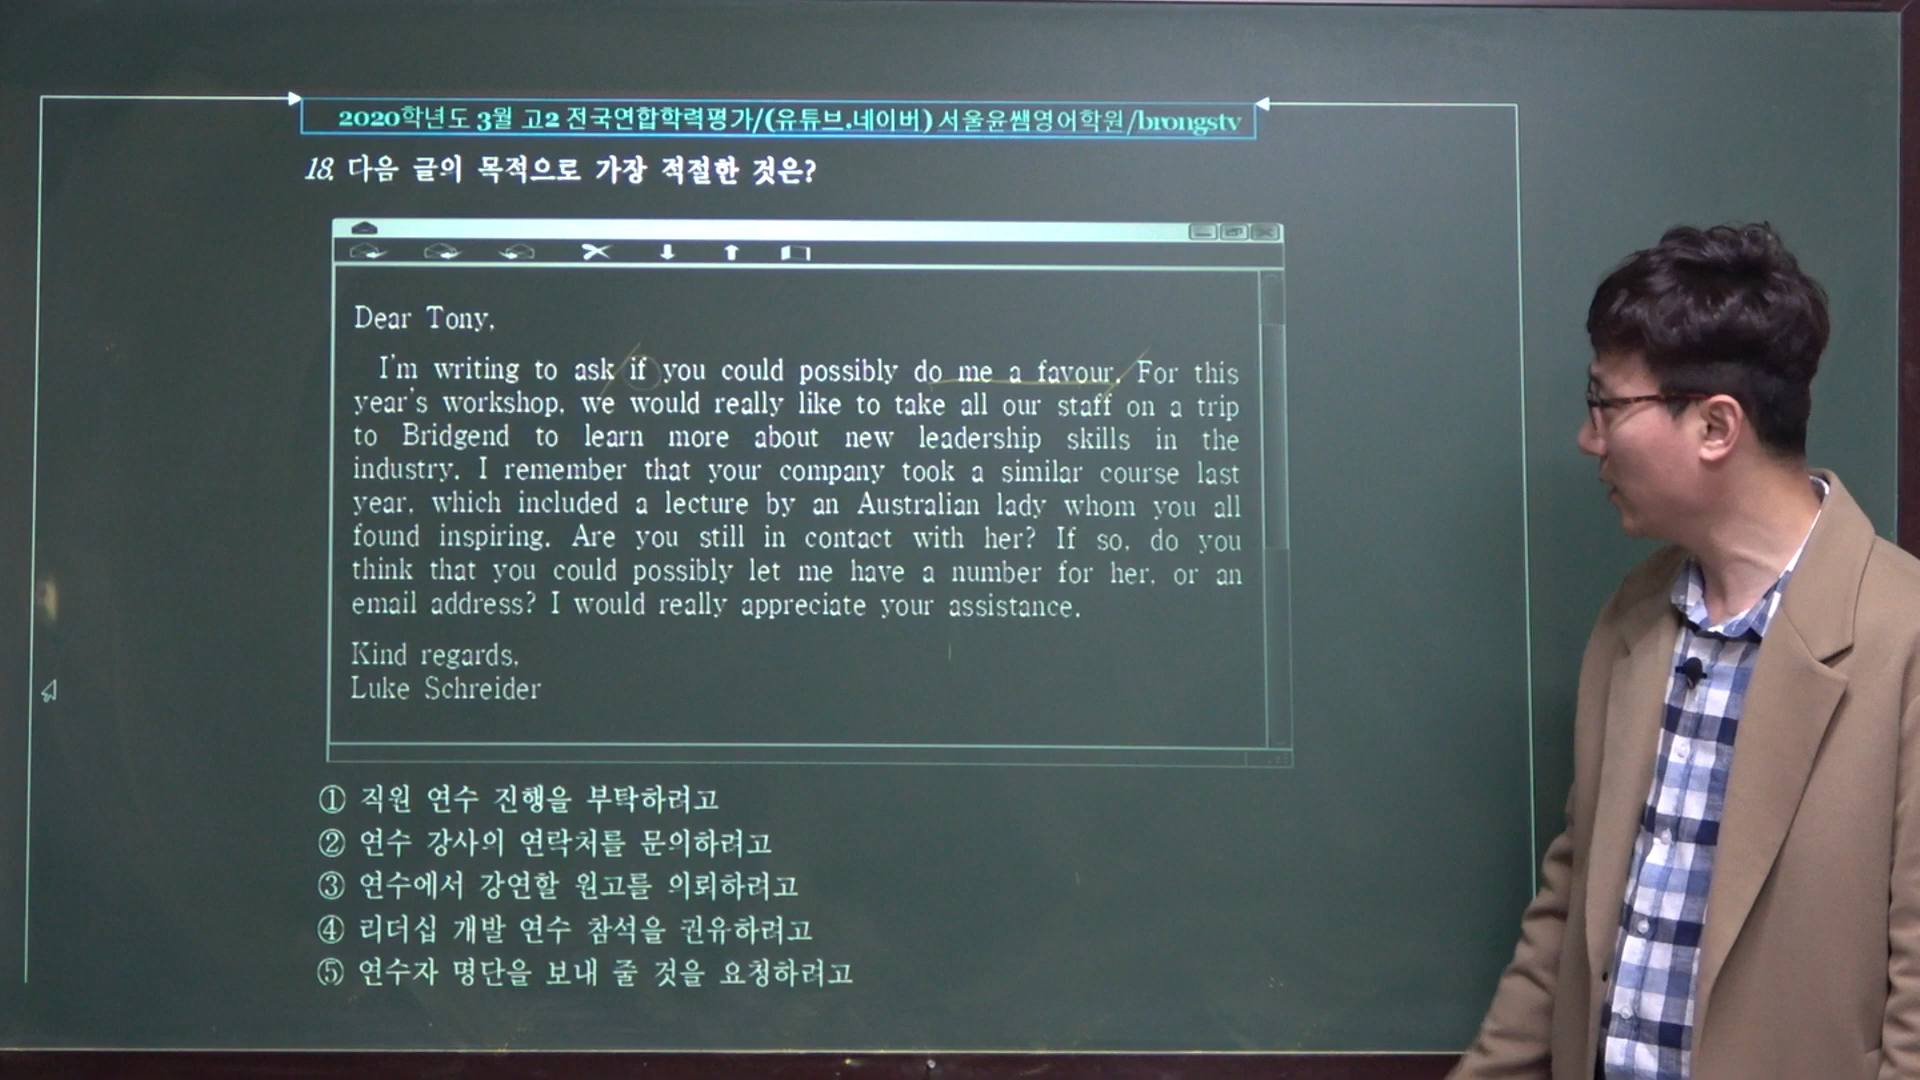 2020학년도 3월 고2 전국연합학력평가/(유튜브.네이버) 서울윤쌤영어학원/brongstv
18. 다음 글의 목적으로 가장 적절한 것은?
Dear Tony,
I'm writing to ask if you could possibly do me a favour. For this
year's workshop, we would really like to take all our staff on a trip
to Bridgend to learn more about new leadership skills in the
industry. I remember that your company took a similar course last
year, which included a lecture by an Australian lady whom you all
found inspiring. Are you still in contact with her? If so, do you
think that you could possibly let me have a number for her, or an
email address? I would really appreciate your assistance.
Kind regards,
Luke Schreider
① 직원 연수 진행을 부탁하려고
② 연수 강사의 연락처를 문의하려고
③ 연수에서 강연할 원고를 의뢰하려고
④ 리더십 개발 연수 참석을 권유하려고
⑤ 연수자 명단을 보내 줄 것을 요청하려고